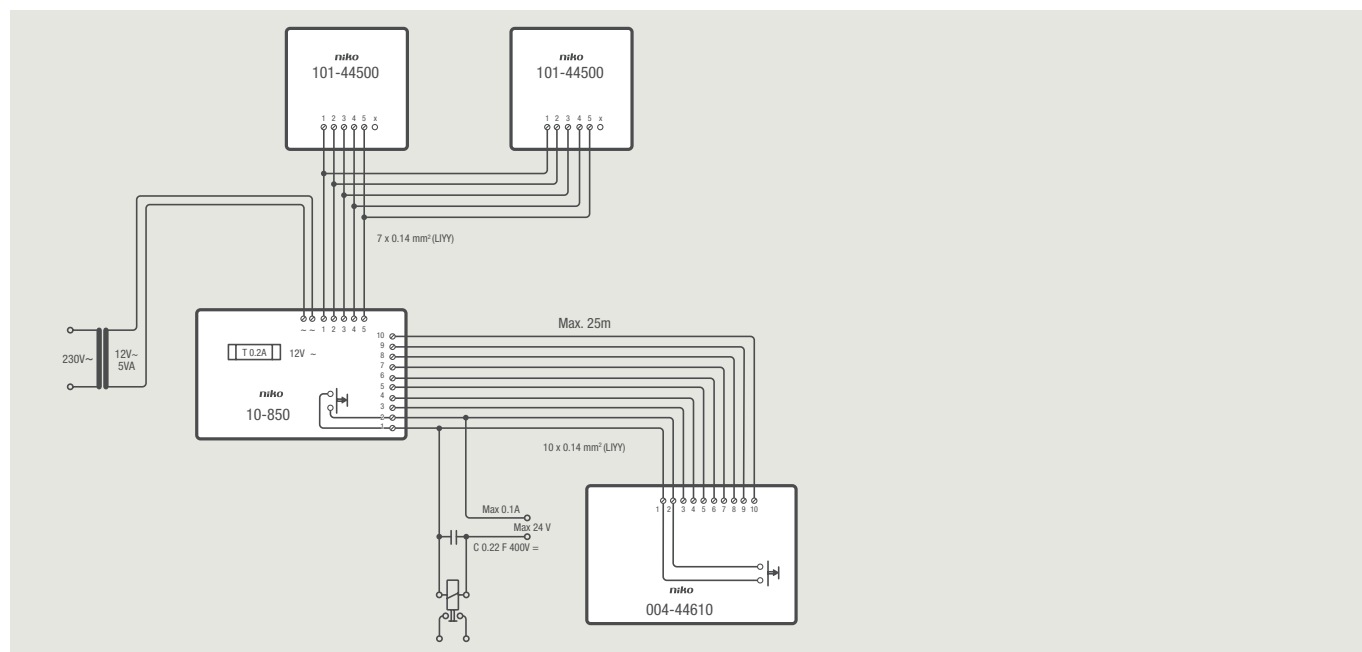 niko
101-44500
1 2 3 4 5 x
niko
101-44500
1 2 3 4 5 x
7 x 0.14 mm² (LIYY)
230V~
12V~
5VA
~ ~ 1 2 3 4 5
T 0.2A
12V ~
niko
10-850
10
9
8
7
6
5
4
3
2
1
Max. 25m
10 x 0.14 mm² (LIYY)
Max 0.1A
Max 24 V
C 0.22 F 400V =
1 2 3 4 5 6 7 8 9 10
niko
004-44610